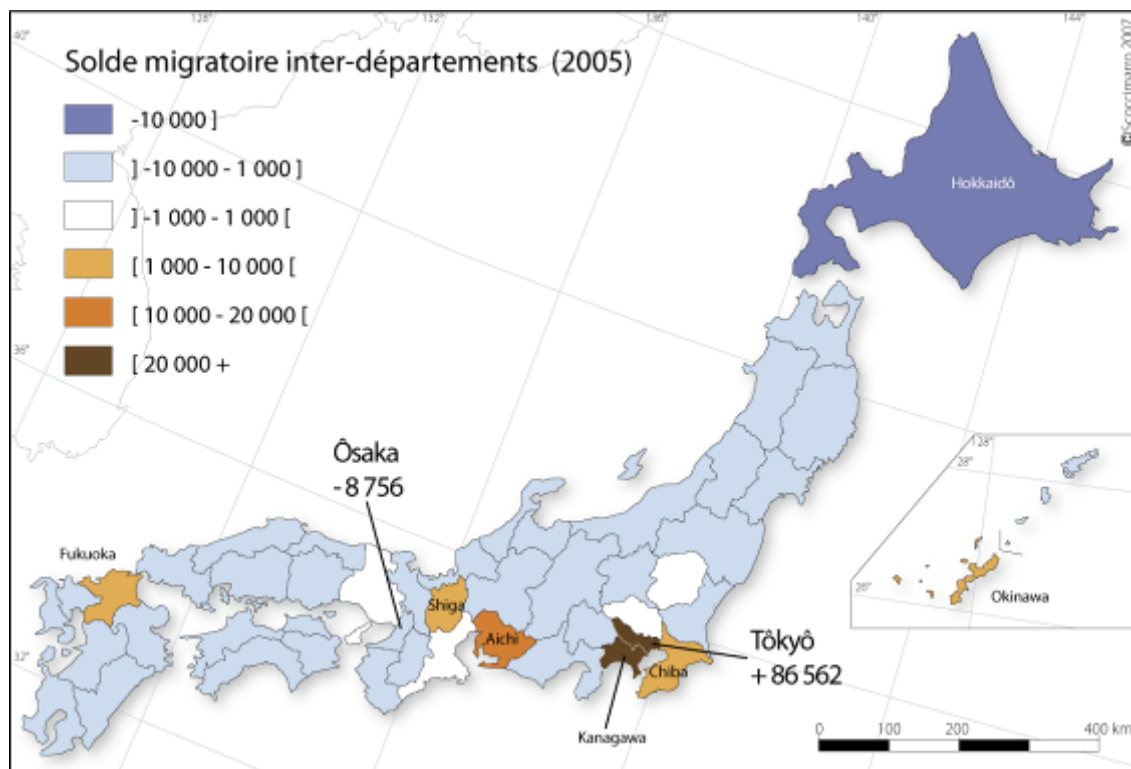 128°
132°
136°
140°
144°
40°
Solde migratoire inter-départements (2005)
-10 000 ]
] -10 000 - 1 000 ]
] -1 000 - 1 000 [
[ 1 000 - 10 000 [
[ 10 000 - 20 000 [
[ 20 000 +
©Scoccimarro 2007
Hokkaidô
36°
Ôsaka
- 8 756
128°
28°
Fukuoka
Shiga
Aichi
26°
Okinawa
Tôkyô
+ 86 562
Chiba
32°
Kanagawa
0 100 200 400 km